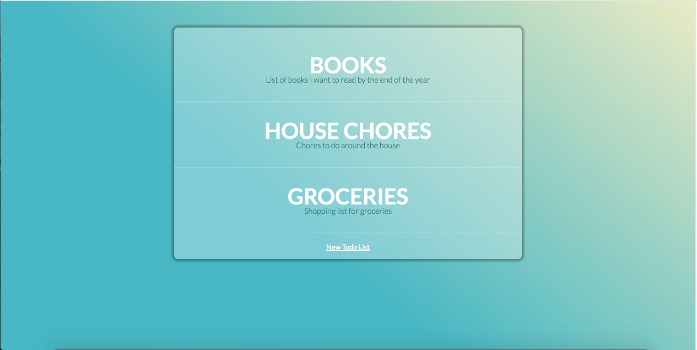 BOOKS
List of books I want to read by the end of the year
HOUSE CHORES
Chores to do around the house
GROCERIES
Shopping list for groceries
New Todo List